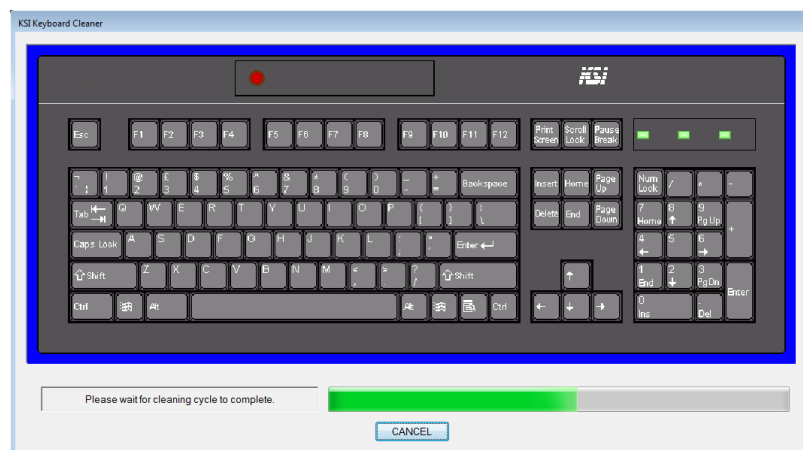 KSI Keyboard Cleaner
KSI
Esc F1 F2 F3 F4 F5 F6 F7 F8 F9 F10 F11 F12 Print Screen Scroll Lock Pause Break
¬ ` ¦ ! 1 @ 2 £ 3 $ 4 % 5 ^ 6 & 7 * 8 ( 9 ) 0 _ - + = Backspace Insert Home Page Up Num Lock / * -
Tab Q W E R T Y U I O P { [ } ] | \ Delete End Page Down 7 Home 8 ↑ 9 Pg Up +
Caps Lock A S D F G H J K L : ; " ' Enter ↵ 4 ← 5 6 →
⇧ Shift Z X C V B N M < , > . ? / ⇧ Shift ↑ 1 End 2 ↓ 3 Pg Dn Enter
Ctrl Alt Alt Ctrl ← ↓ → 0 Ins . Del
Please wait for cleaning cycle to complete.
CANCEL